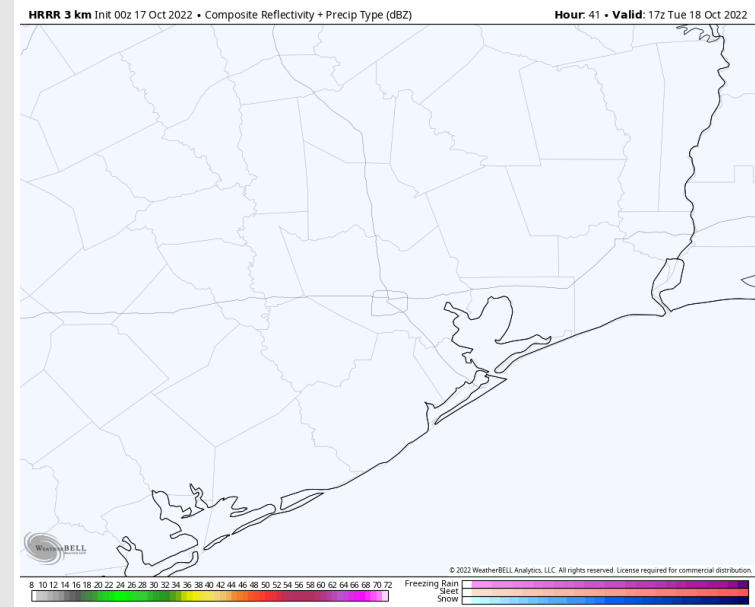 HRRR 3 km Init 00z 17 Oct 2022 • Composite Reflectivity + Precip Type (dBZ)
Hour: 41 • Valid: 17z Tue 18 Oct 2022
WEATHERBELL
© 2022 WeatherBELL Analytics, LLC. All rights reserved. License required for commercial distribution.
8 10 12 14 16 18 20 22 24 26 28 30 32 34 36 38 40 42 44 46 48 50 52 54 56 58 60 62 64 66 68 70 72
Freezing Rain
Sleet
Snow